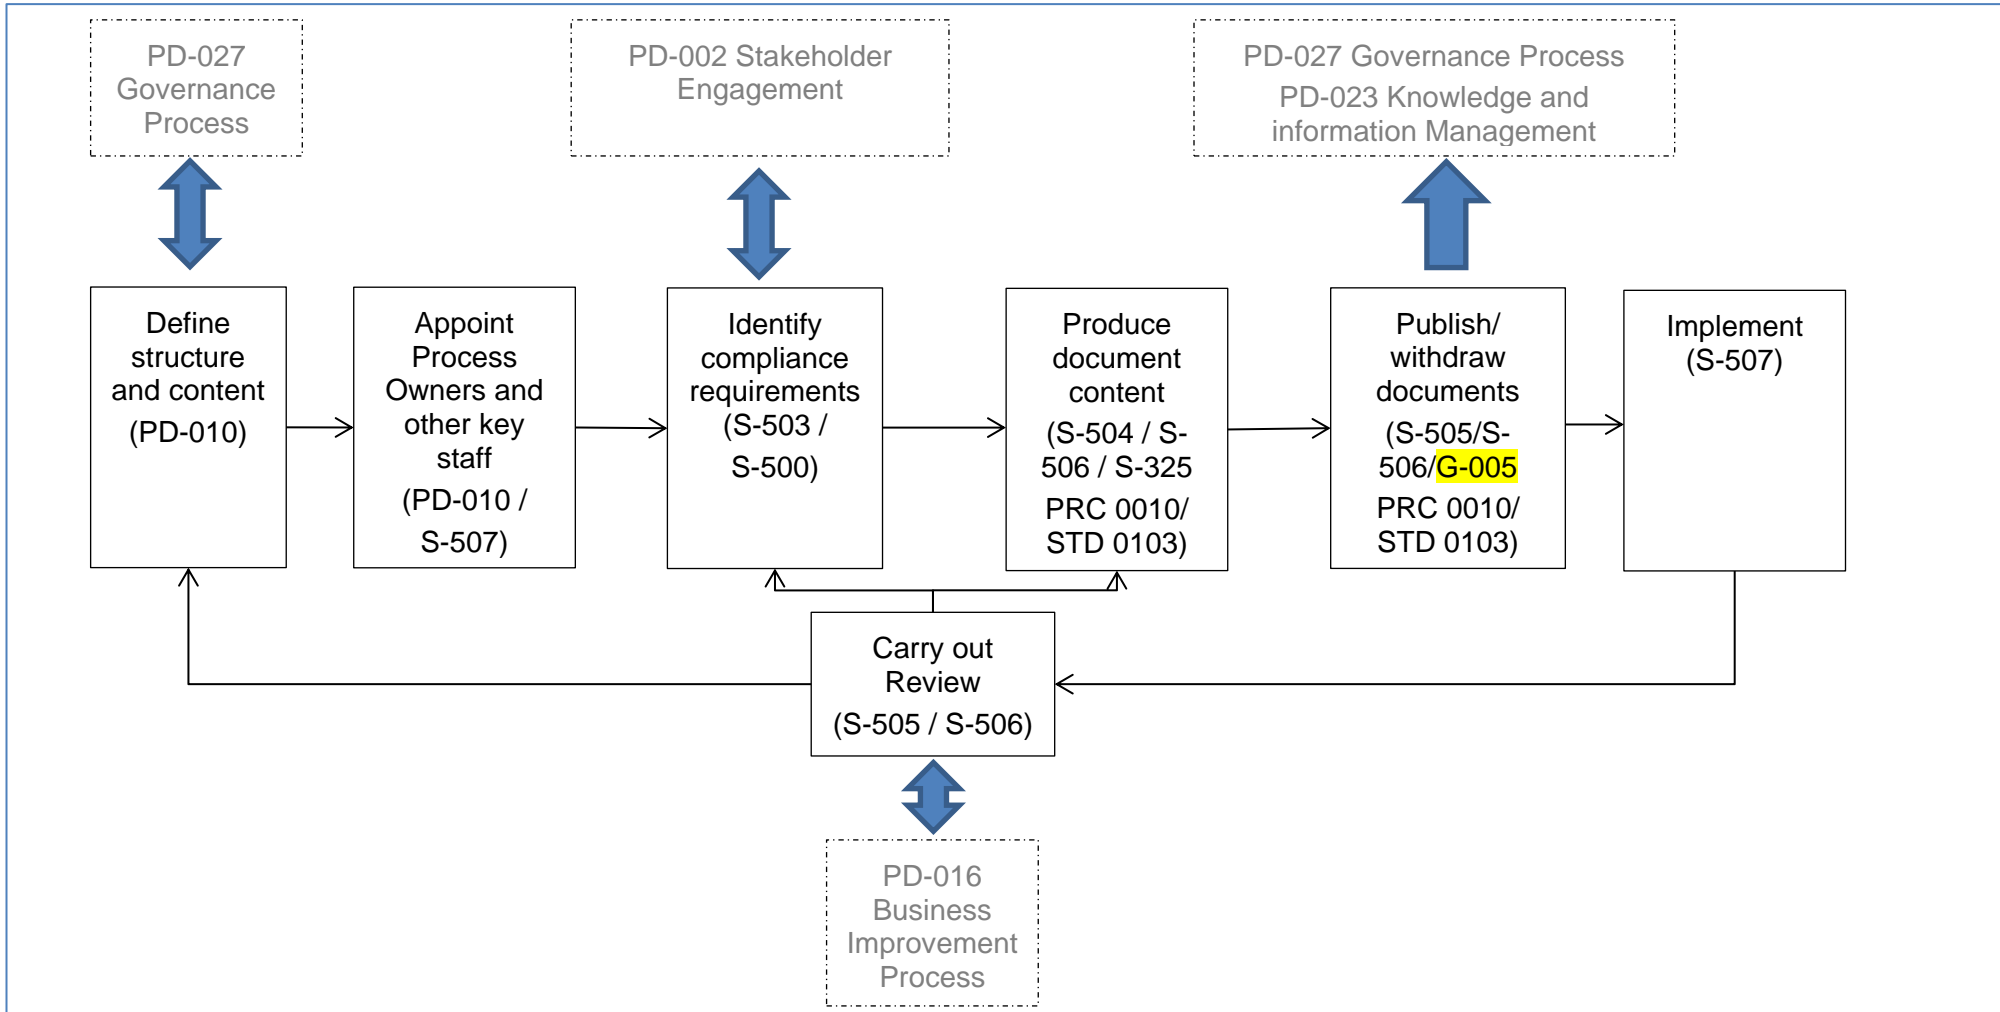 PD-027
Governance
Process
PD-002 Stakeholder
Engagement
PD-027 Governance Process
PD-023 Knowledge and
information Management
Define
structure
and content
(PD-010)
Appoint
Process
Owners and
other key
staff
(PD-010 /
S-507)
Identify
compliance
requirements
(S-503 /
S-500)
Produce
document
content
(S-504 / S-
506 / S-325
PRC 0010/
STD 0103)
Publish/
withdraw
documents
(S-505/S-
506/G-005
PRC 0010/
STD 0103)
Implement
(S-507)
Carry out
Review
(S-505 / S-506)
PD-016
Business
Improvement
Process